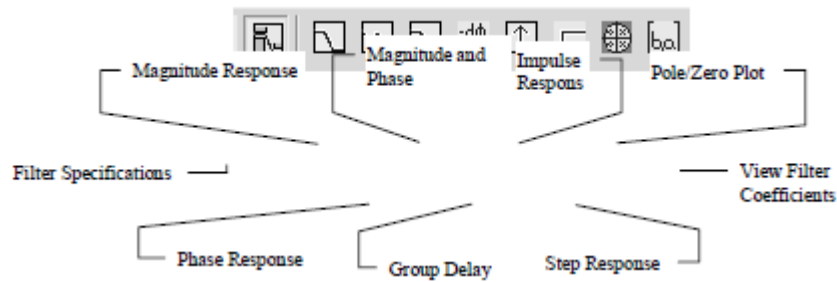 Magnitude Response
Magnitude and
Phase
Impulse
Respons
Pole/Zero Plot
Filter Specifications
View Filter
Coefficients
Phase Response
Group Delay
Step Response